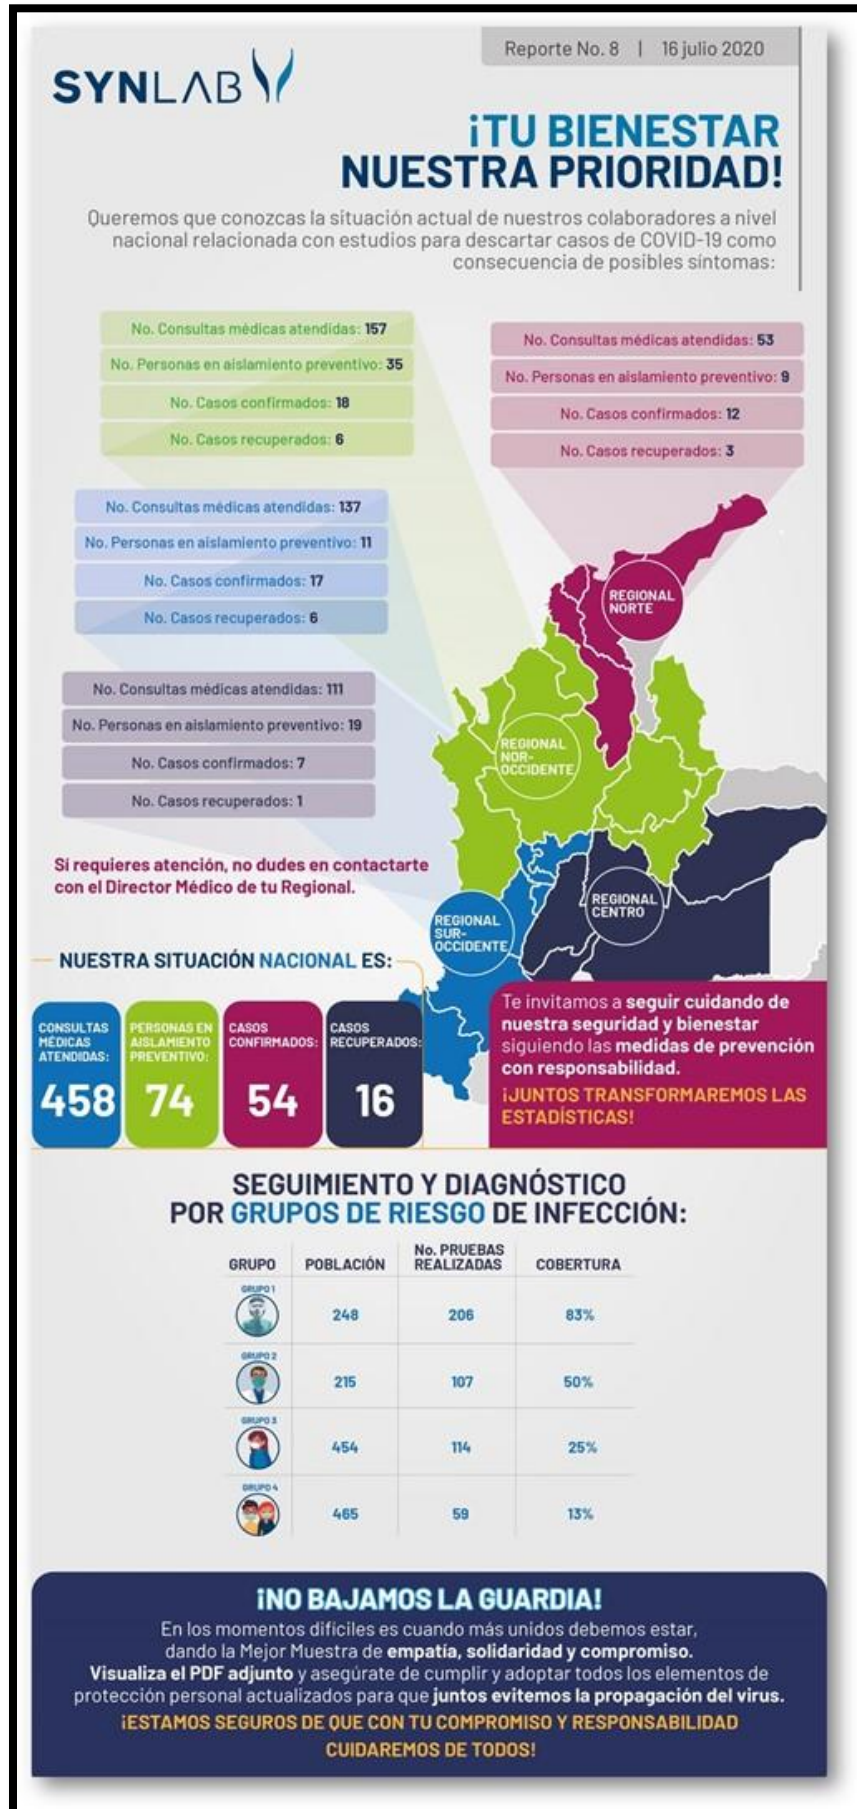 SYNLAB
Reporte No. 8 | 16 julio 2020
¡TU BIENESTAR
NUESTRA PRIORIDAD!
Queremos que conozcas la situación actual de nuestros colaboradores a nivel
nacional relacionada con estudios para descartar casos de COVID-19 como
consecuencia de posibles síntomas:
No. Consultas médicas atendidas: 157
No. Personas en aislamiento preventivo: 35
No. Casos confirmados: 18
No. Casos recuperados: 6
No. Consultas médicas atendidas: 53
No. Personas en aislamiento preventivo: 9
No. Casos confirmados: 12
No. Casos recuperados: 3
No. Consultas médicas atendidas: 137
No. Personas en aislamiento preventivo: 11
No. Casos confirmados: 17
No. Casos recuperados: 6
No. Consultas médicas atendidas: 111
No. Personas en aislamiento preventivo: 19
No. Casos confirmados: 7
No. Casos recuperados: 1
REGIONAL
NORTE
REGIONAL
NOR-
OCCIDENTE
REGIONAL
CENTRO
REGIONAL
SUR-
OCCIDENTE
Sí requieres atención, no dudes en contactarte
con el Director Médico de tu Regional.
NUESTRA SITUACIÓN NACIONAL ES:
CONSULTAS
MÉDICAS
ATENDIDAS:
458
PERSONAS EN
AISLAMIENTO
PREVENTIVO:
74
CASOS
CONFIRMADOS:
54
CASOS
RECUPERADOS:
16
Te invitamos a seguir cuidando de
nuestra seguridad y bienestar
siguiendo las medidas de prevención
con responsabilidad.
¡JUNTOS TRANSFORMAREMOS LAS
ESTADÍSTICAS!
SEGUIMIENTO Y DIAGNÓSTICO
POR GRUPOS DE RIESGO DE INFECCIÓN:
GRUPO POBLACIÓN No. PRUEBAS REALIZADAS COBERTURA
GRUPO 1 248 206 83%
GRUPO 2 215 107 50%
GRUPO 3 454 114 25%
GRUPO 4 465 59 13%
¡NO BAJAMOS LA GUARDIA!
En los momentos difíciles es cuando más unidos debemos estar,
dando la Mejor Muestra de empatía, solidaridad y compromiso.
Visualiza el PDF adjunto y asegúrate de cumplir y adoptar todos los elementos de
protección personal actualizados para que juntos evitemos la propagación del virus.
¡ESTAMOS SEGUROS DE QUE CON TU COMPROMISO Y RESPONSABILIDAD
CUIDAREMOS DE TODOS!